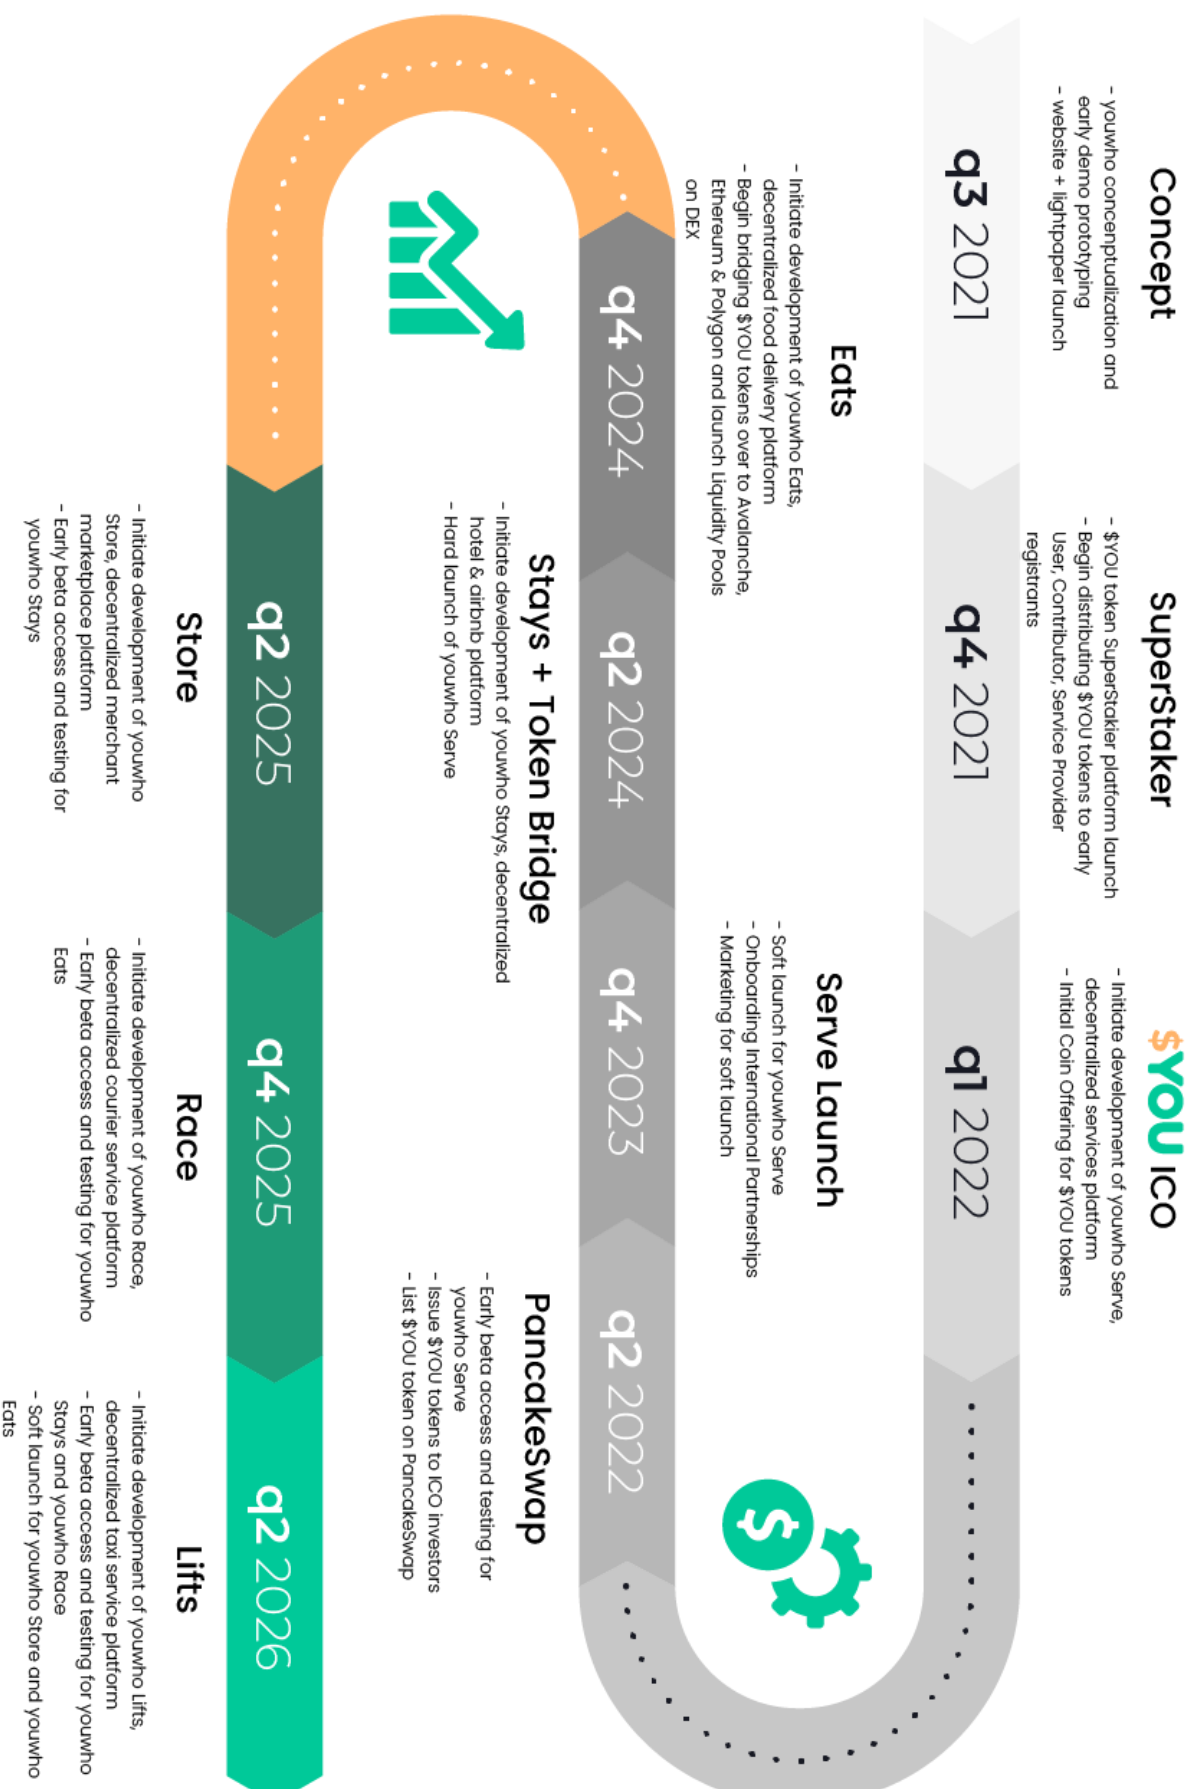 Concept
- youwho concenptualization and
early demo prototyping
- website + lightpaper launch
q3 2021
SuperStaker
- $YOU token SuperStakier platform launch
- Begin distributing $YOU tokens to early
User, Contributor, Service Provider
registrants
q4 2021
$YOU ICO
- Initiate development of youwho Serve,
decentralized services platform
- Initial Coin Offering for $YOU tokens
q1 2022
Eats
- Initiate development of youwho Eats,
decentralized food delivery platform
- Begin bridging $YOU tokens over to Avalanche,
Ethereum & Polygon and launch Liquidity Pools
on DEX
Serve Launch
- Soft launch for youwho Serve
- Onboarding International Partnerships
- Marketing for soft launch
q4 2024
q2 2024
q4 2023
q2 2022
Stays + Token Bridge
- Initiate development of youwho Stays, decentralized
hotel & airbnb platform
- Hard launch of youwho Serve
PancakeSwap
- Early beta access and testing for
youwho Serve
- Issue $YOU tokens to ICO investors
- List $YOU token on PancakeSwap
q2 2025
q4 2025
q2 2026
Store
- Initiate development of youwho
Store, decentralized merchant
marketplace platform
- Early beta access and testing for
youwho Stays
Race
- Initiate development of youwho Race,
decentralized courier service platform
- Early beta access and testing for youwho
Eats
Lifts
- Initiate development of youwho Lifts,
decentralized taxi service platform
- Early beta access and testing for youwho
Stays and youwho Race
- Soft launch for youwho Store and youwho
Eats
$